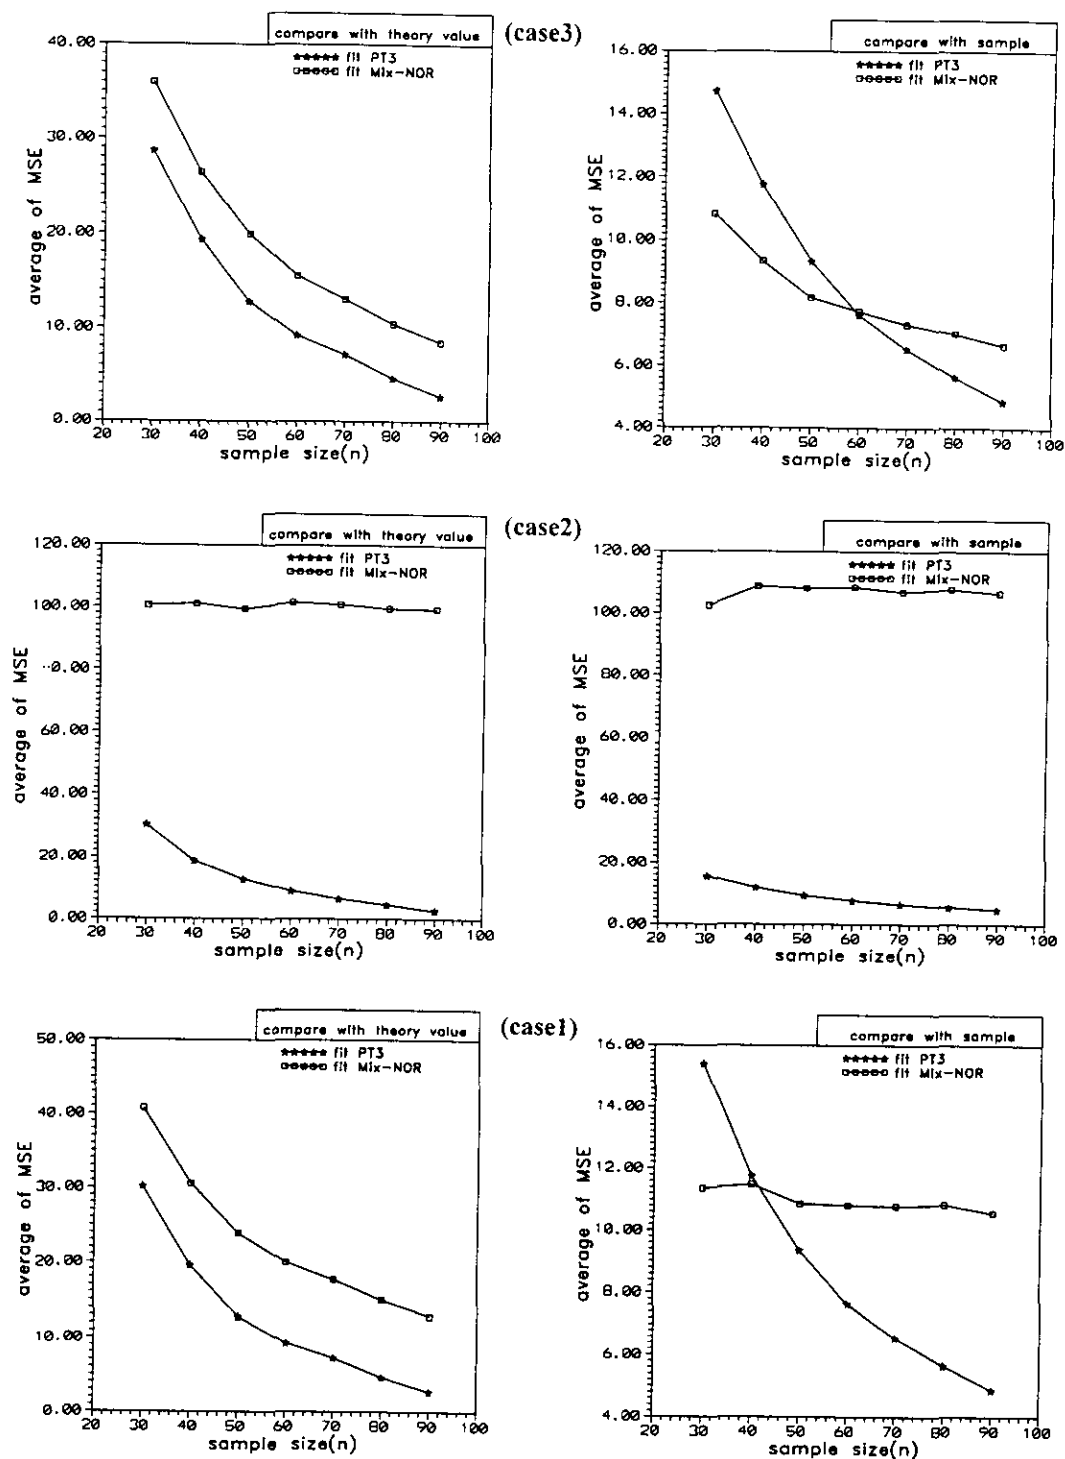 (case3)
compare with theory value
fit PT3
fit Mix-NOR
40.00
30.00
20.00
10.00
0.00
average of MSE
20 30 40 50 60 70 80 90 100
sample size(n)
compare with sample
fit PT3
fit Mix-NOR
16.00
14.00
12.00
10.00
8.00
6.00
4.00
average of MSE
20 30 40 50 60 70 80 90 100
sample size(n)
(case2)
compare with theory value
fit PT3
fit Mix-NOR
120.00
100.00
0.00
60.00
40.00
20.00
0.00
average of MSE
20 30 40 50 60 70 80 90 100
sample size(n)
compare with sample
fit PT3
fit Mix-NOR
120.00
100.00
80.00
60.00
40.00
20.00
0.00
average of MSE
20 30 40 50 60 70 80 90 100
sample size(n)
(case1)
compare with theory value
fit PT3
fit Mix-NOR
50.00
40.00
30.00
20.00
10.00
0.00
average of MSE
20 30 40 50 60 70 80 90 100
sample size(n)
compare with sample
fit PT3
fit Mix-NOR
16.00
14.00
12.00
10.00
8.00
6.00
4.00
average of MSE
20 30 40 50 60 70 80 90 100
sample size(n)